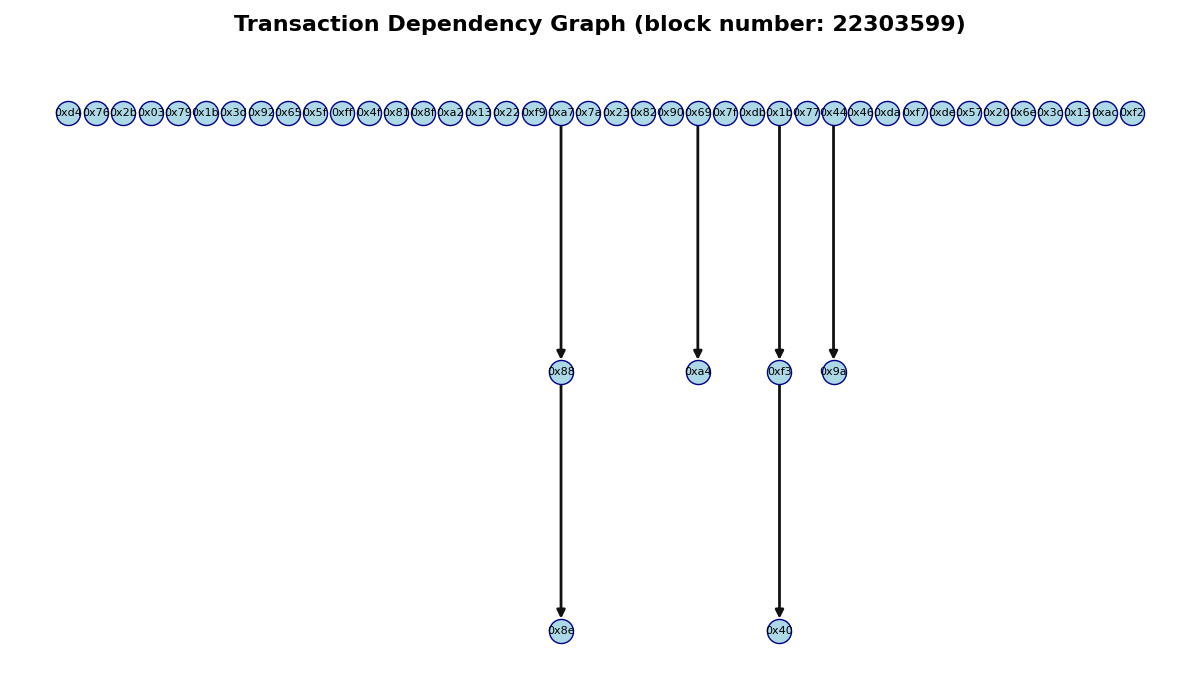 Transaction Dependency Graph (block number: 22303599)
0xd4 0x76 0x2b 0x03 0x79 0x1b 0x3d 0x92 0x65 0x5f 0xff 0x4f 0x81 0x8f 0xa2 0x13 0x22 0xf9 0xa7 0x7a 0x23 0x82 0x90 0x69 0x7f 0xdb 0x1b 0x77 0x44 0x46 0xda 0xf7 0xde 0x57 0x20 0x6e 0x3c 0x13 0xac 0xf2
0x88 0xa4 0xf3 0x9a
0x8e 0x40